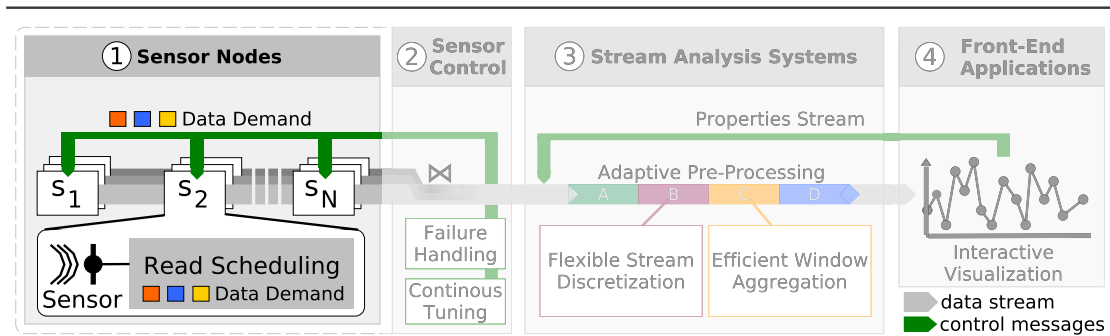 1 Sensor Nodes
2 Sensor
Control
3 Stream Analysis Systems
4 Front-End
Applications
Data Demand
Properties Stream
s1
s2
sN
⋈
Adaptive Pre-Processing
A B C D
Failure
Handling
Continous
Tuning
Flexible Stream
Discretization
Efficient Window
Aggregation
Interactive
Visualization
Read Scheduling
Data Demand
Sensor
data stream
control messages